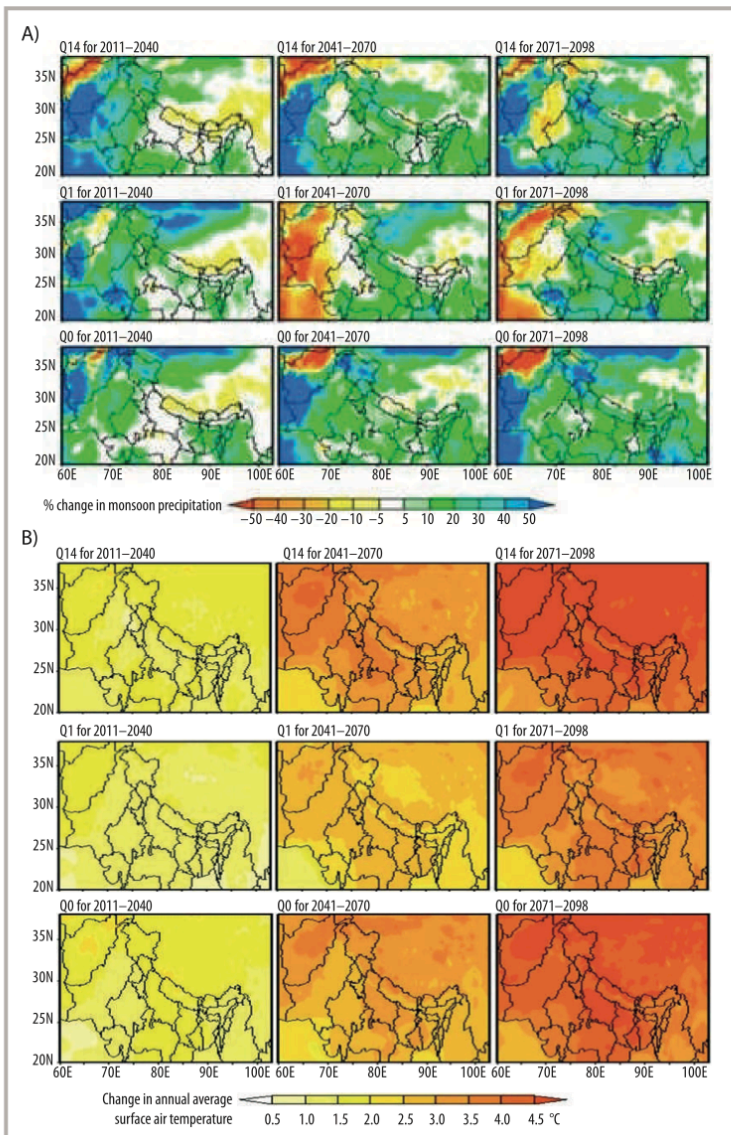 A)
Q14 for 2011–2040 Q14 for 2041–2070 Q14 for 2071–2098
35N
30N
25N
20N
Q1 for 2011–2040 Q1 for 2041–2070 Q1 for 2071–2098
35N
30N
25N
20N
Q0 for 2011–2040 Q0 for 2041–2070 Q0 for 2071–2098
35N
30N
25N
20N
60E 70E 80E 90E 100E 60E 70E 80E 90E 100E 60E 70E 80E 90E 100E
% change in monsoon precipitation
−50 −40 −30 −20 −10 −5 5 10 20 30 40 50
B)
Q14 for 2011–2040 Q14 for 2041–2070 Q14 for 2071–2098
35N
30N
25N
20N
Q1 for 2011–2040 Q1 for 2041–2070 Q1 for 2071–2098
35N
30N
25N
20N
Q0 for 2011–2040 Q0 for 2041–2070 Q0 for 2071–2098
35N
30N
25N
20N
60E 70E 80E 90E 100E 60E 70E 80E 90E 100E 60E 70E 80E 90E 100E
Change in annual average
surface air temperature 0.5 1.0 1.5 2.0 2.5 3.0 3.5 4.0 4.5 °C